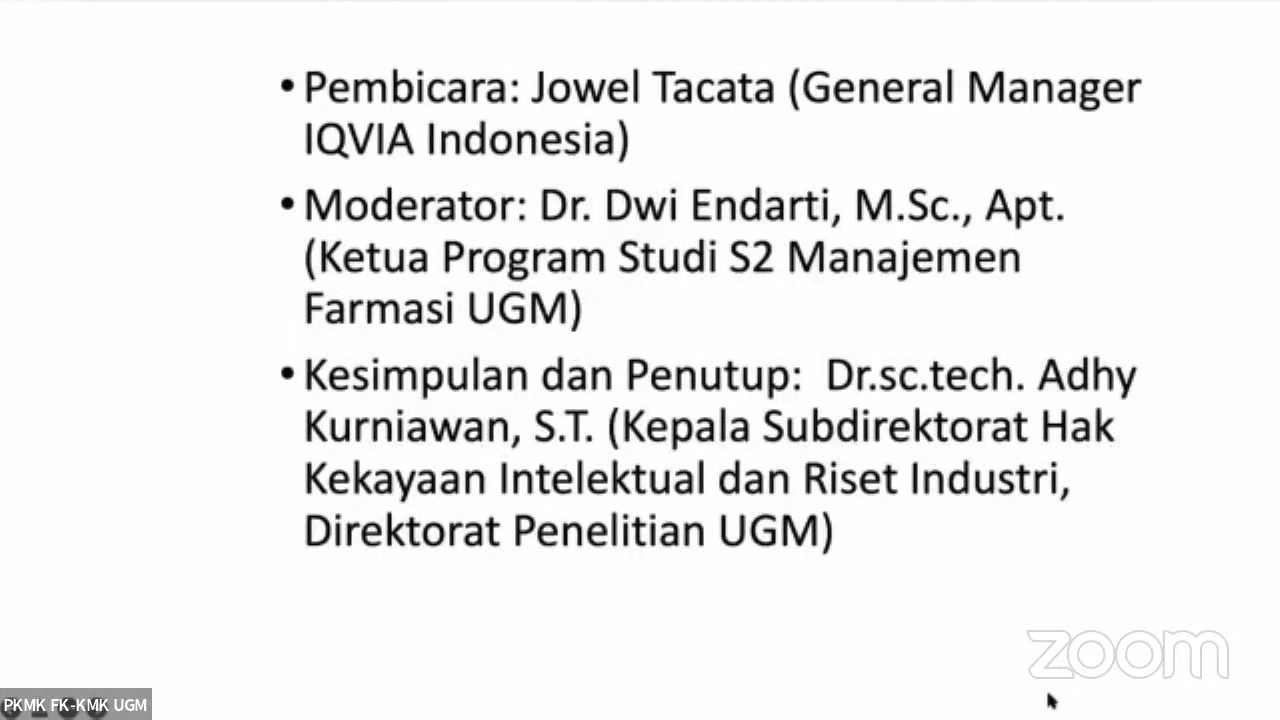 • Pembicara: Jowel Tacata (General Manager
IQVIA Indonesia)
• Moderator: Dr. Dwi Endarti, M.Sc., Apt.
(Ketua Program Studi S2 Manajemen
Farmasi UGM)
• Kesimpulan dan Penutup:  Dr.sc.tech. Adhy
Kurniawan, S.T. (Kepala Subdirektorat Hak
Kekayaan Intelektual dan Riset Industri,
Direktorat Penelitian UGM)
zoom
PKMK FK-KMK UGM